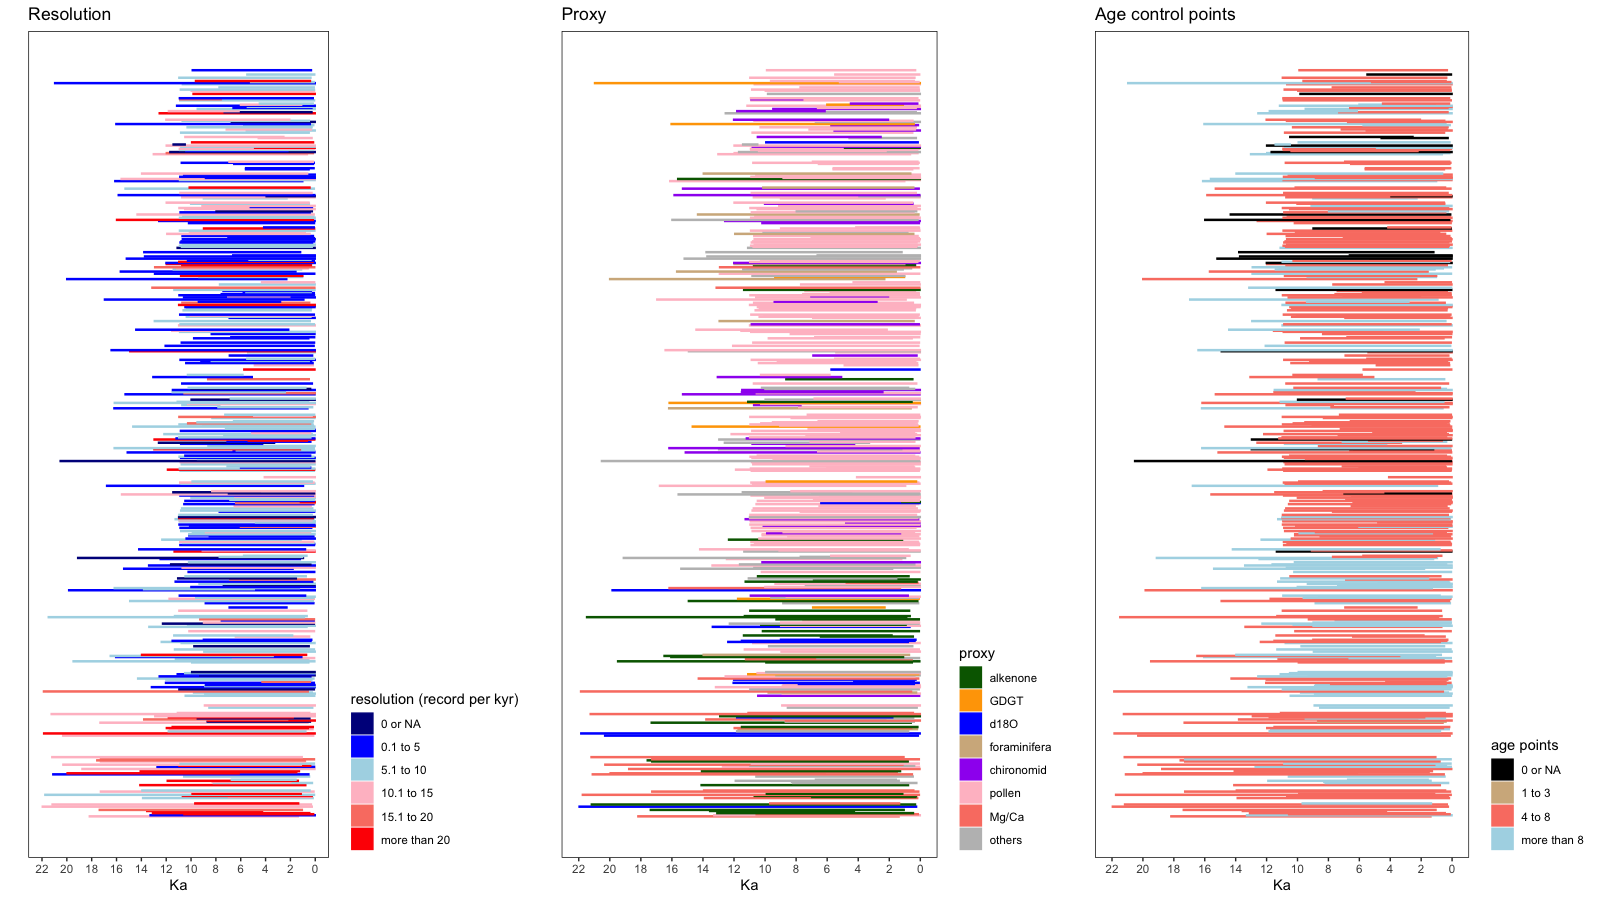 Resolution
Proxy
Age control points
22 20 18 16 14 12 10 8 6 4 2 0
Ka
resolution (record per kyr)
0 or NA
0.1 to 5
5.1 to 10
10.1 to 15
15.1 to 20
more than 20
22 20 18 16 14 12 10 8 6 4 2 0
Ka
proxy
alkenone
GDGT
d18O
foraminifera
chironomid
pollen
Mg/Ca
others
22 20 18 16 14 12 10 8 6 4 2 0
Ka
age points
0 or NA
1 to 3
4 to 8
more than 8